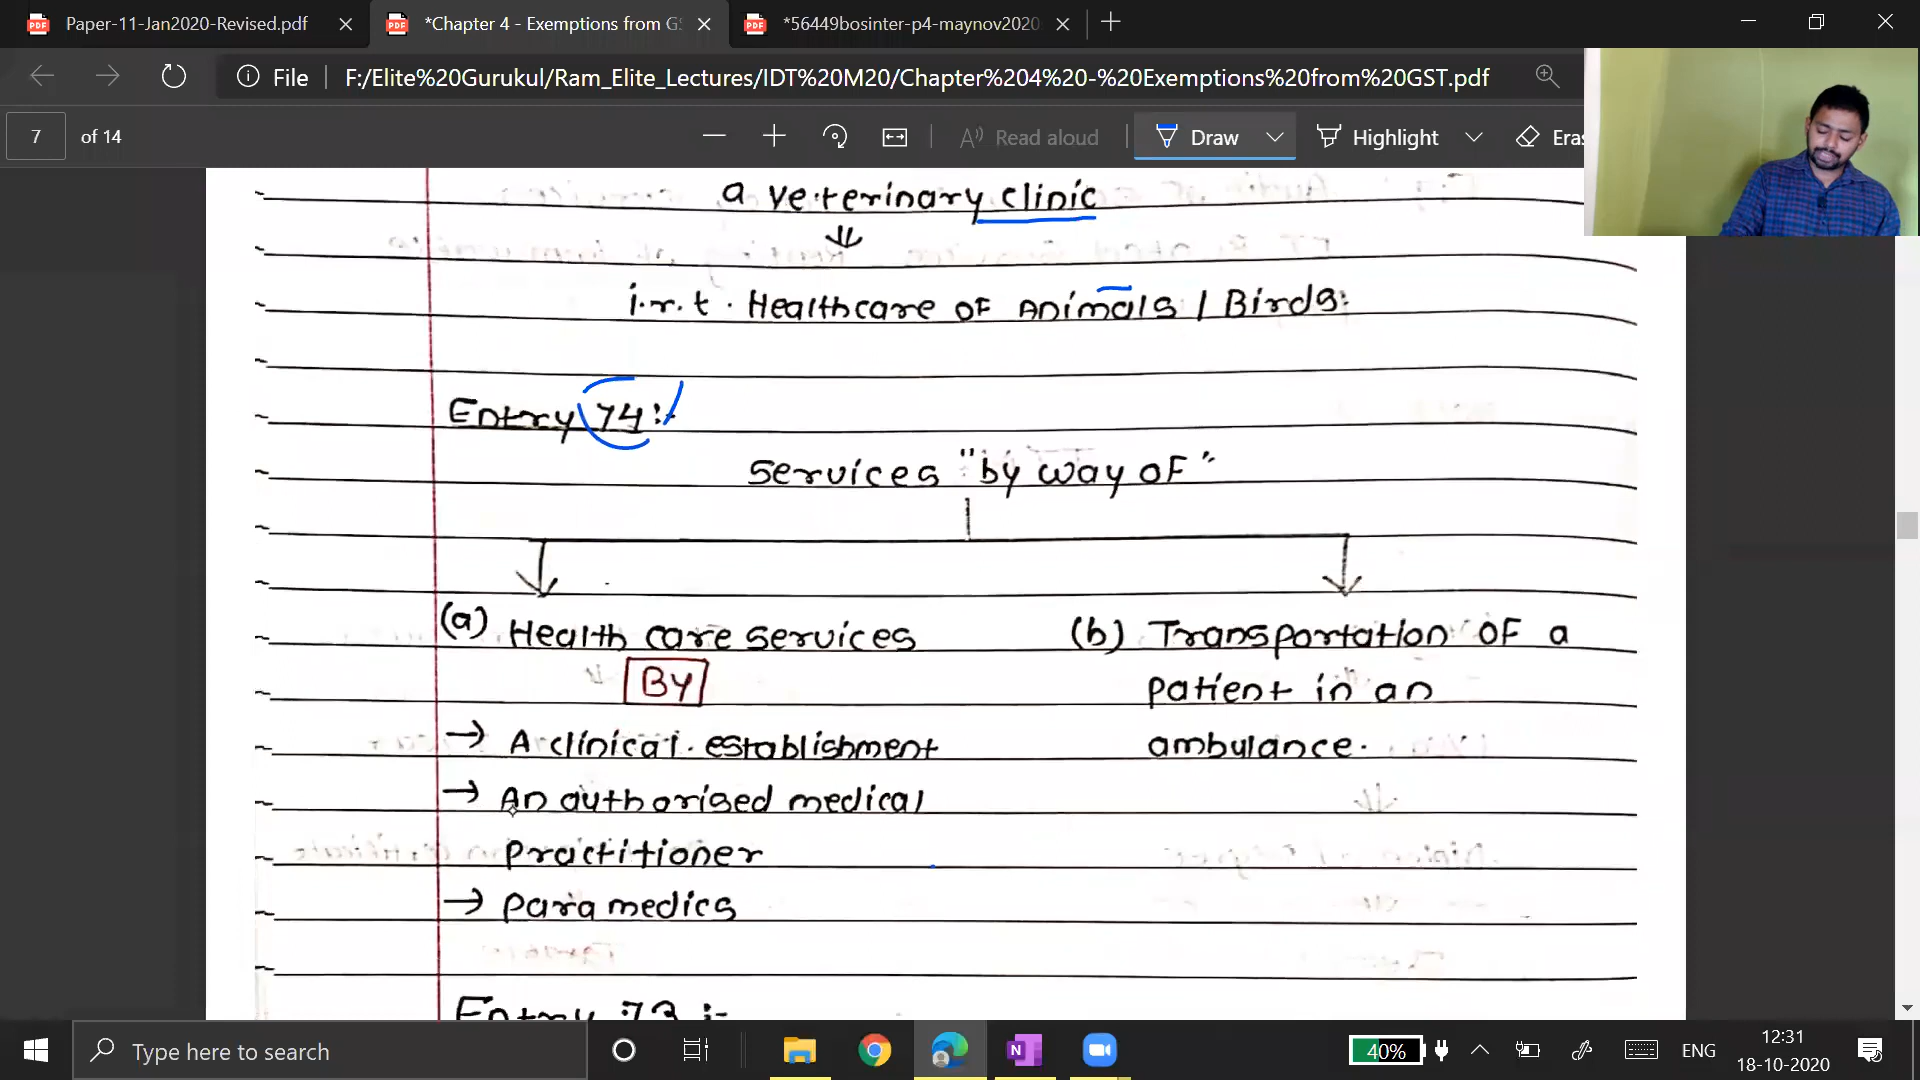 Paper-11-Jan2020-Revised.pdf
*Chapter 4 - Exemptions from G
*56449bosinter-p4-maynov2020
File
F:/Elite%20Gurukul/Ram_Elite_Lectures/IDT%20M20/Chapter%204%20-%20Exemptions%20from%20GST.pdf
7 of 14
Read aloud
Draw
Highlight
Eras
a veterinary clinic
i.r.t. Healthcare of Animals / Birds.
Entry 74:-
services "by way of"
(a) Health care services
By
→ A clinical establishment
→ An authorised medical
Practitioner
→ Para medics
(b) Transportation of a
patient in an
ambulance.
Entry 73:-
Type here to search
40%
ENG
12:31
18-10-2020